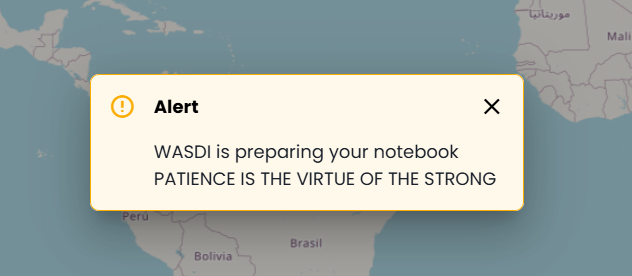 موريتانيا
Mali
Alert
WASDI is preparing your notebook
PATIENCE IS THE VIRTUE OF THE STRONG
Perú
Brasil
Bolivia